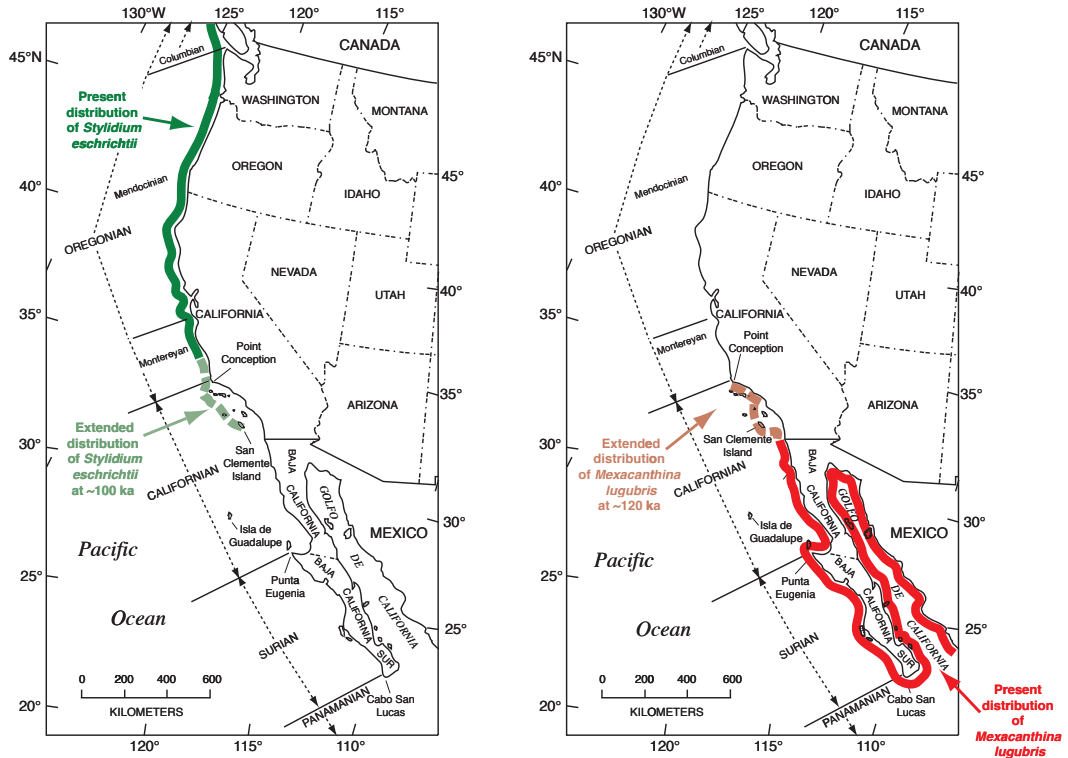 130°W 125° 120° 115°
45°N
Columbian
CANADA
Present
distribution
of Stylidium
eschrichtii
WASHINGTON
MONTANA
OREGON
45°
40°
Mendocinian
IDAHO
OREGONIAN
NEVADA
UTAH
40°
35°
CALIFORNIA
Montereyan
Point
Conception
35°
ARIZONA
Extended
distribution
of Stylidium
eschrichtii
at ~100 ka
30°
San
Clemente
Island
BAJA
CALIFORNIA
CALIFORNIAN
GOLFO
DE
CALIFORNIA
30°
MEXICO
Isla de
Guadalupe
Pacific
Ocean
Punta
Eugenia
BAJA
CALIFORNIA
SUR
25°
25°
SURIAN
0 200 400 600
KILOMETERS
PANAMANIAN
Cabo San
Lucas
20°
120° 115° 110°
130°W 125° 120° 115°
45°N
Columbian
CANADA
WASHINGTON
MONTANA
OREGON
45°
40°
Mendocinian
IDAHO
OREGONIAN
NEVADA
UTAH
40°
35°
CALIFORNIA
Montereyan
Point
Conception
35°
ARIZONA
Extended
distribution
of Mexacanthina
lugubris
at ~120 ka
30°
San Clemente
Island
BAJA
CALIFORNIA
CALIFORNIAN
GOLFO
DE
CALIFORNIA
30°
MEXICO
Isla de
Guadalupe
Pacific
Ocean
Punta
Eugenia
BAJA
CALIFORNIA
SUR
25°
25°
SURIAN
0 200 400 600
KILOMETERS
PANAMANIAN
Cabo San
Lucas
20°
120° 115° 110°
Present
distribution
of
Mexacanthina
lugubris